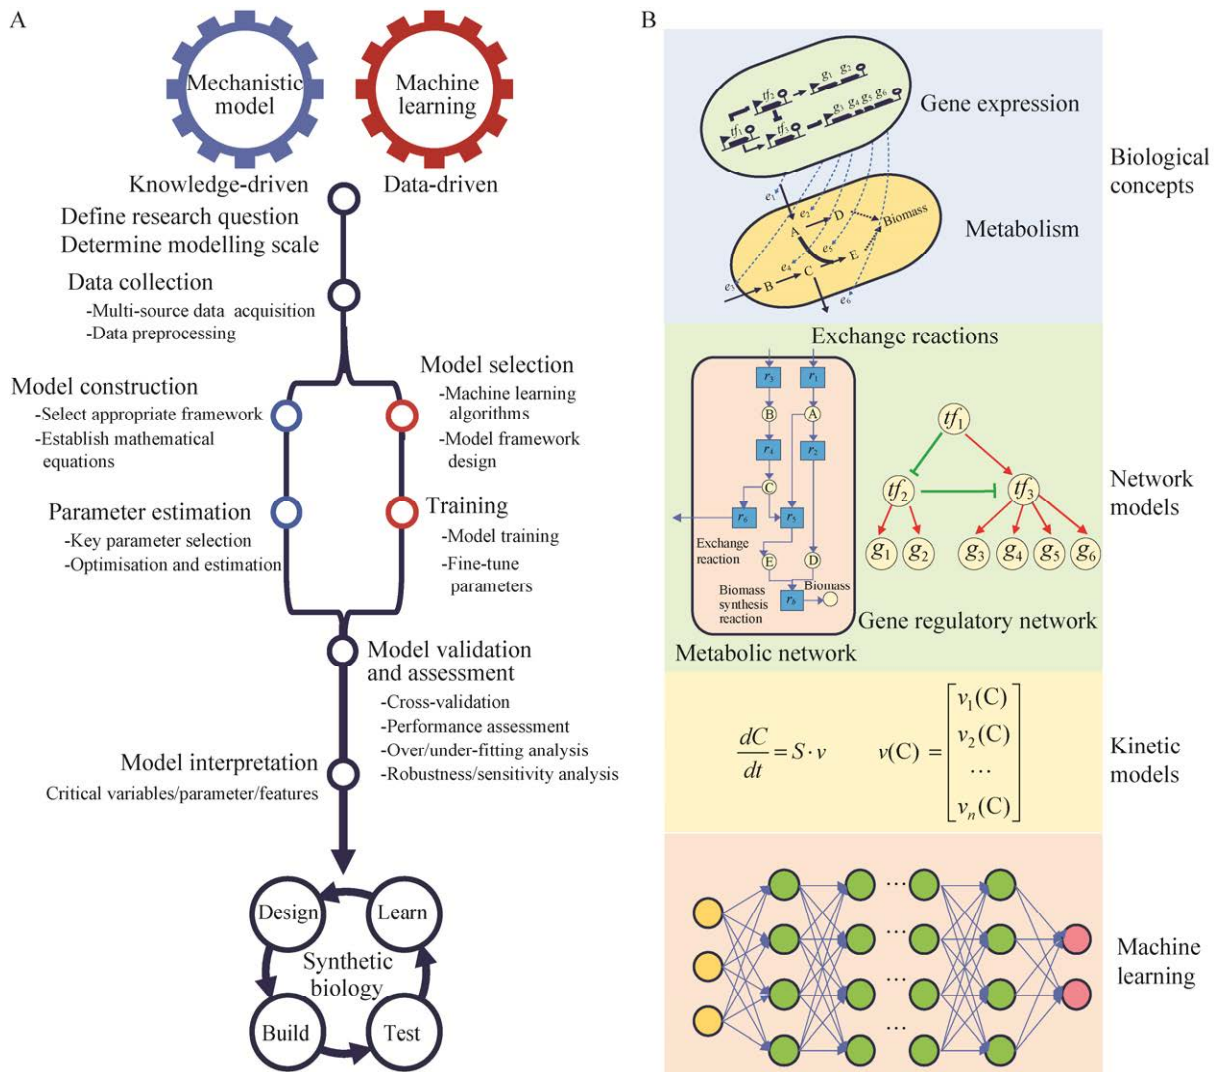 A
Mechanistic
model
Machine
learning
Knowledge-driven
Data-driven
Define research question
Determine modelling scale
Data collection
-Multi-source data acquisition
-Data preprocessing
Model construction
-Select appropriate framework
-Establish mathematical
equations
Model selection
-Machine learning
algorithms
-Model framework
design
Parameter estimation
-Key parameter selection
-Optimisation and estimation
Training
-Model training
-Fine-tune
parameters
Model validation
and assessment
-Cross-validation
-Performance assessment
-Over/under-fitting analysis
-Robustness/sensitivity analysis
Model interpretation
Critical variables/parameter/features
Design
Learn
Synthetic
biology
Build
Test
B
tf₂
g₁ g₂
tf₁
tf₃
g₃ g₄ g₅ g₆
Gene expression
Biological
concepts
e₁
e₂
A
D
Biomass
Metabolism
e₅
e₄
E
C
B
e₃
e₆
Exchange reactions
r₃
r₁
B
A
r₄
r₂
C
r₆
r₅
Exchange
reaction
E
D
Biomass
Biomass
synthesis
reaction
r₈
Metabolic network
tf₁
tf₂
tf₃
g₁
g₂
g₃
g₄
g₅
g₆
Gene regulatory network
Network
models
dC/dt = S · v
v(C) = [v₁(C)
v₂(C)
…
vₙ(C)]
Kinetic
models
…
…
…
…
Machine
learning